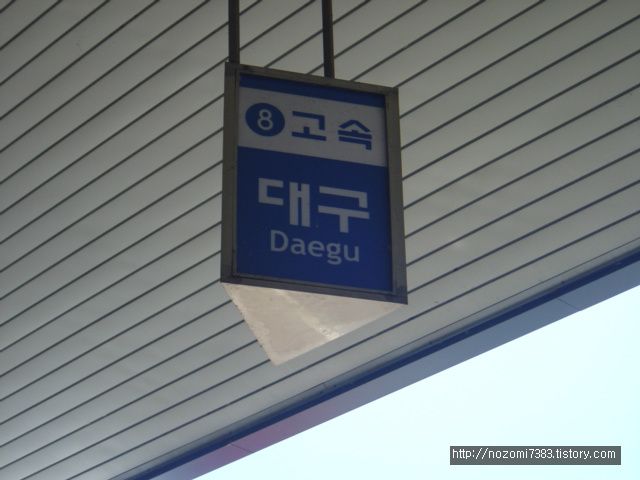 8 고속
대구
Daegu
http://nozomi7383.tistory.com